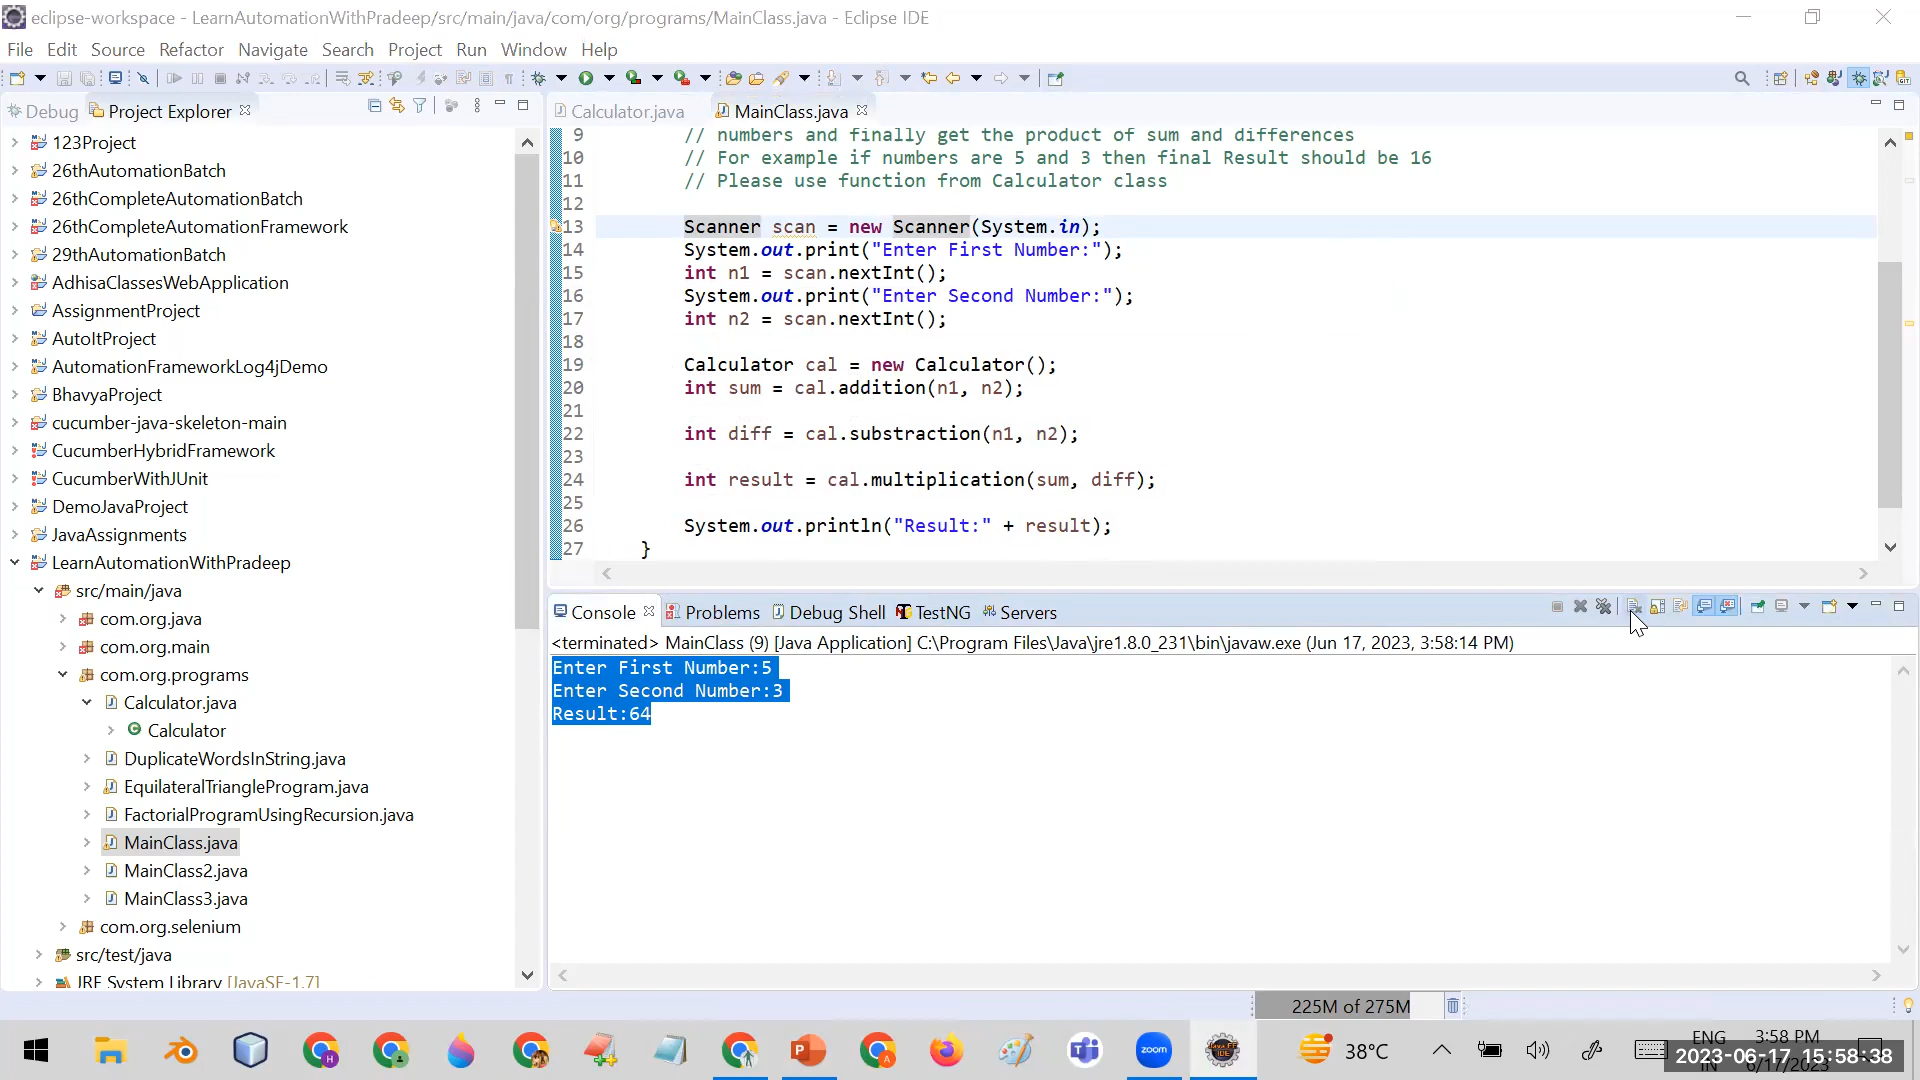 eclipse-workspace - LearnAutomationWithPradeep/src/main/java/com/org/programs/MainClass.java - Eclipse IDE
File Edit Source Refactor Navigate Search Project Run Window Help
Debug Project Explorer
Calculator.java MainClass.java
123Project
26thAutomationBatch
26thCompleteAutomationBatch
26thCompleteAutomationFramework
29thAutomationBatch
AdhisaClassesWebApplication
AssignmentProject
AutoItProject
AutomationFrameworkLog4jDemo
BhavyaProject
cucumber-java-skeleton-main
CucumberHybridFramework
CucumberWithJUnit
DemoJavaProject
JavaAssignments
LearnAutomationWithPradeep
src/main/java
com.org.java
com.org.main
com.org.programs
Calculator.java
Calculator
DuplicateWordsInString.java
EquilateralTriangleProgram.java
FactorialProgramUsingRecursion.java
MainClass.java
MainClass2.java
MainClass3.java
com.org.selenium
src/test/java
JRE System Library [JavaSE-1.7]
9 // numbers and finally get the product of sum and differences
10 // For example if numbers are 5 and 3 then final Result should be 16
11 // Please use function from Calculator class
12
13 Scanner scan = new Scanner(System.in);
14 System.out.print("Enter First Number:");
15 int n1 = scan.nextInt();
16 System.out.print("Enter Second Number:");
17 int n2 = scan.nextInt();
18
19 Calculator cal = new Calculator();
20 int sum = cal.addition(n1, n2);
21
22 int diff = cal.substraction(n1, n2);
23
24 int result = cal.multiplication(sum, diff);
25
26 System.out.println("Result:" + result);
27 }
Console Problems Debug Shell TestNG Servers
<terminated> MainClass (9) [Java Application] C:\Program Files\Java\jre1.8.0_231\bin\javaw.exe (Jun 17, 2023, 3:58:14 PM)
Enter First Number:5
Enter Second Number:3
Result:64
225M of 275M
zoom
38°C
ENG
IN
3:58 PM
6/17/2023
2023-06-17 15:58:38